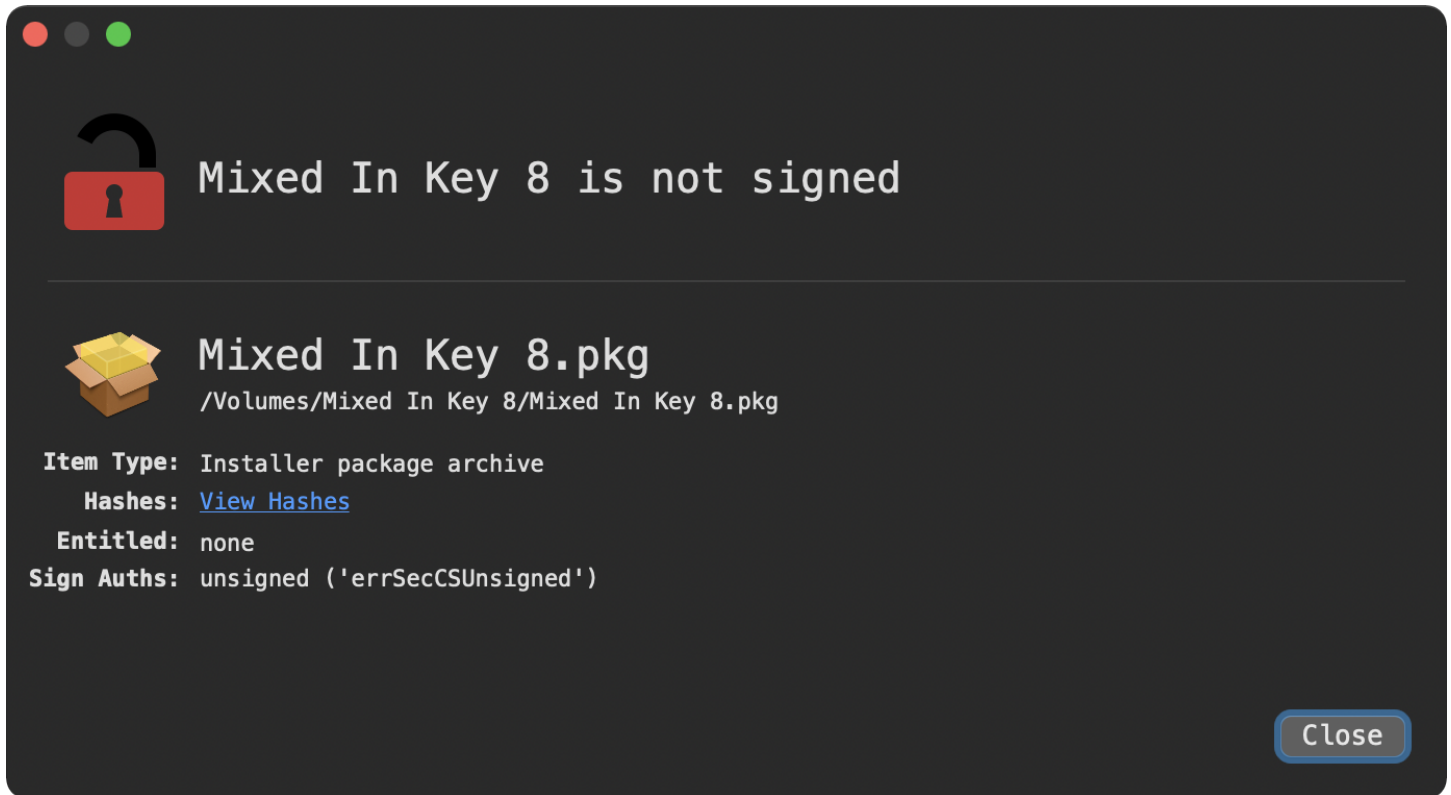 Mixed In Key 8 is not signed
Mixed In Key 8.pkg
/Volumes/Mixed In Key 8/Mixed In Key 8.pkg
Item Type: Installer package archive
Hashes: View Hashes
Entitled: none
Sign Auths: unsigned ('errSecCSUnsigned')
Close